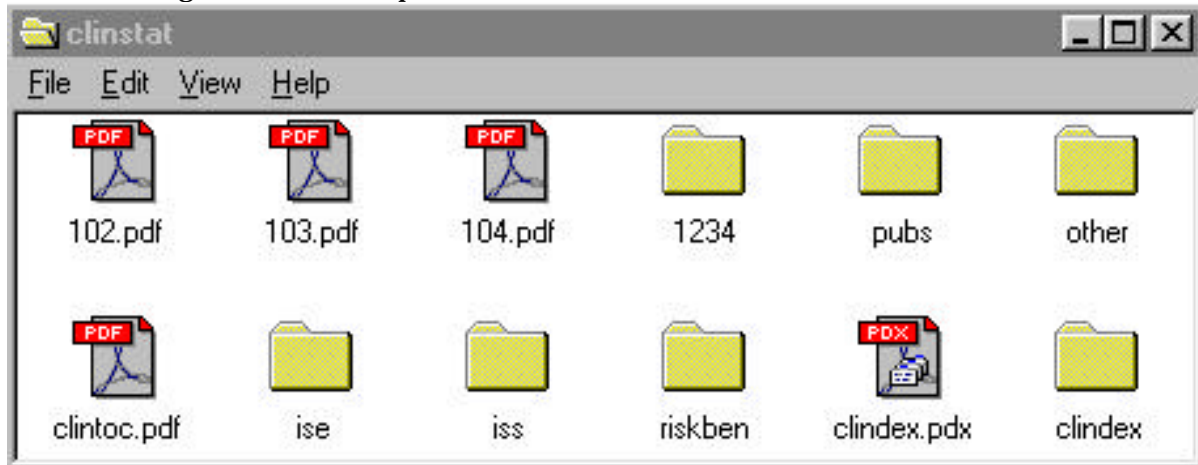 clinstat
File Edit View Help
PDF PDF PDF
102.pdf 103.pdf 104.pdf 1234 pubs other
PDF PDX
clintoc.pdf ise iss riskben clindex.pdx clindex